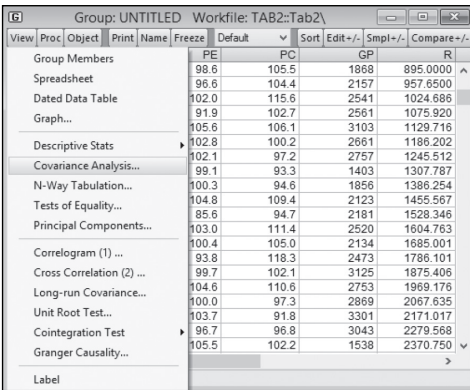 G Group: UNTITLED Workfile: TAB2::Tab2\
View Proc Object Print Name Freeze Default Sort Edit+/- Smpl+/- Compare+/-
Group Members
Spreadsheet
Dated Data Table
Graph...
Descriptive Stats
Covariance Analysis...
N-Way Tabulation...
Tests of Equality...
Principal Components...
Correlogram (1) ...
Cross Correlation (2) ...
Long-run Covariance...
Unit Root Test...
Cointegration Test
Granger Causality...
Label
PE PC GP R
98.6 105.5 1868 895.0000
96.6 104.4 2157 957.6500
102.0 115.6 2541 1024.686
91.9 102.7 2561 1075.920
105.6 106.1 3103 1129.716
102.8 100.2 2661 1186.202
102.1 97.2 2757 1245.512
99.1 93.3 1403 1307.787
100.3 94.6 1856 1386.254
104.8 109.4 2123 1455.567
85.6 94.7 2181 1528.346
103.0 111.4 2520 1604.763
100.4 105.0 2134 1685.001
93.8 118.3 2473 1786.101
99.7 102.1 3125 1875.406
104.6 110.6 2753 1969.176
100.0 97.3 2869 2067.635
103.7 91.8 3301 2171.017
96.7 96.8 3043 2279.568
105.5 102.2 1538 2370.750